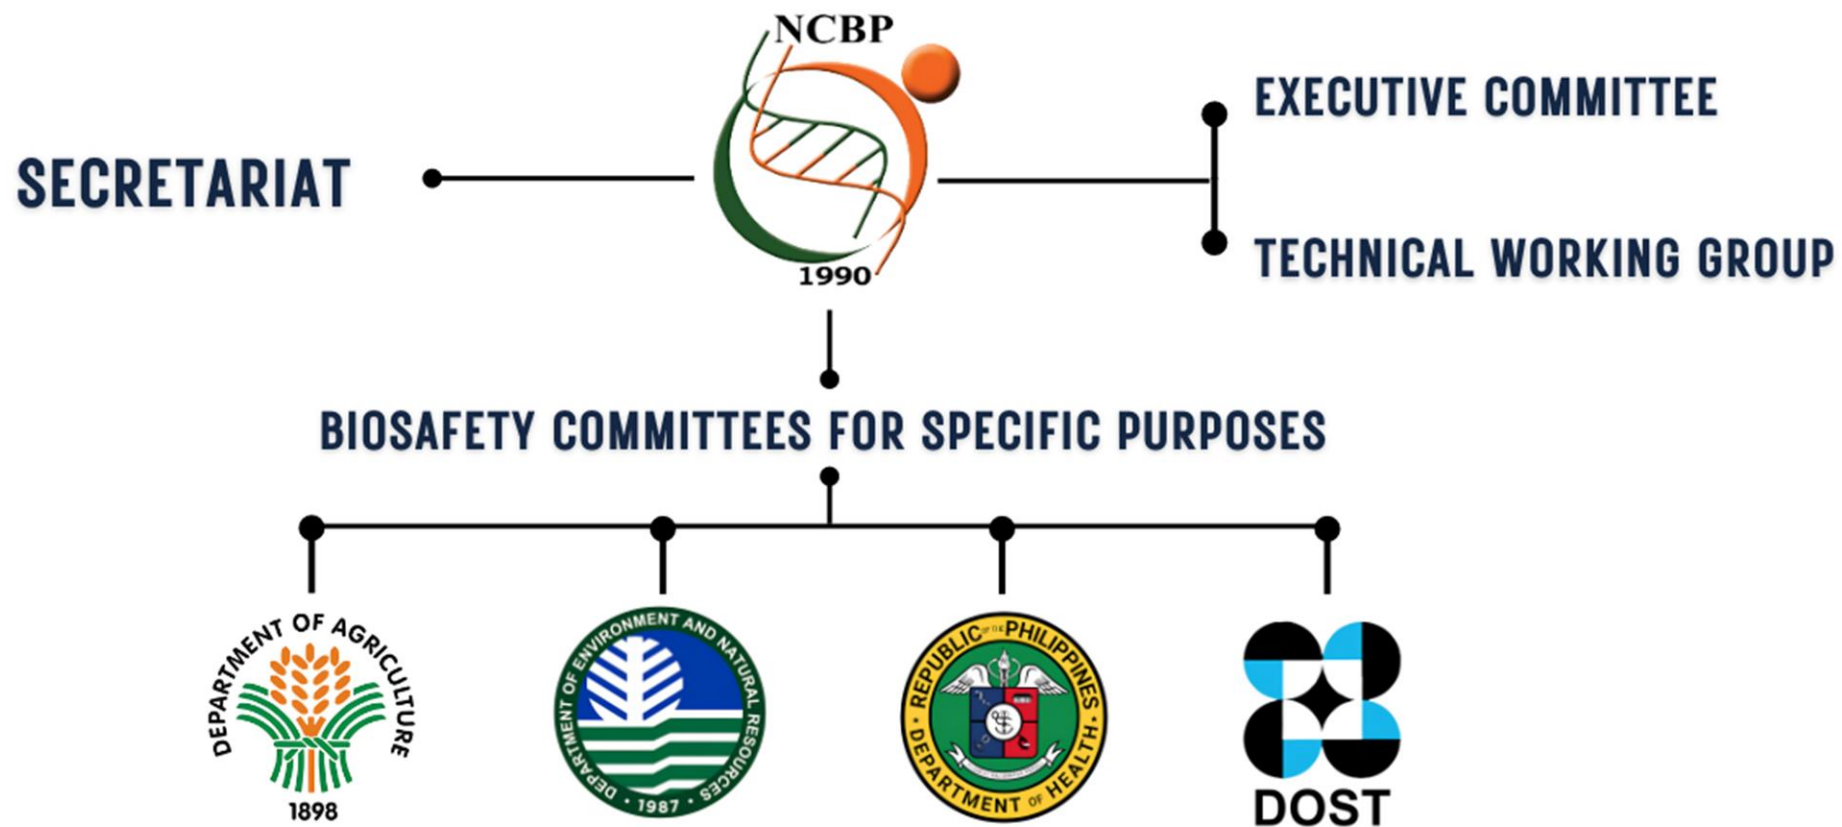 NCBP
1990
SECRETARIAT
EXECUTIVE COMMITTEE
TECHNICAL WORKING GROUP
BIOSAFETY COMMITTEES FOR SPECIFIC PURPOSES
DEPARTMENT OF AGRICULTURE
1898
DEPARTMENT OF ENVIRONMENT AND NATURAL RESOURCES
• 1987 •
REPUBLIC OF THE PHILIPPINES
• DEPARTMENT OF HEALTH •
DOST